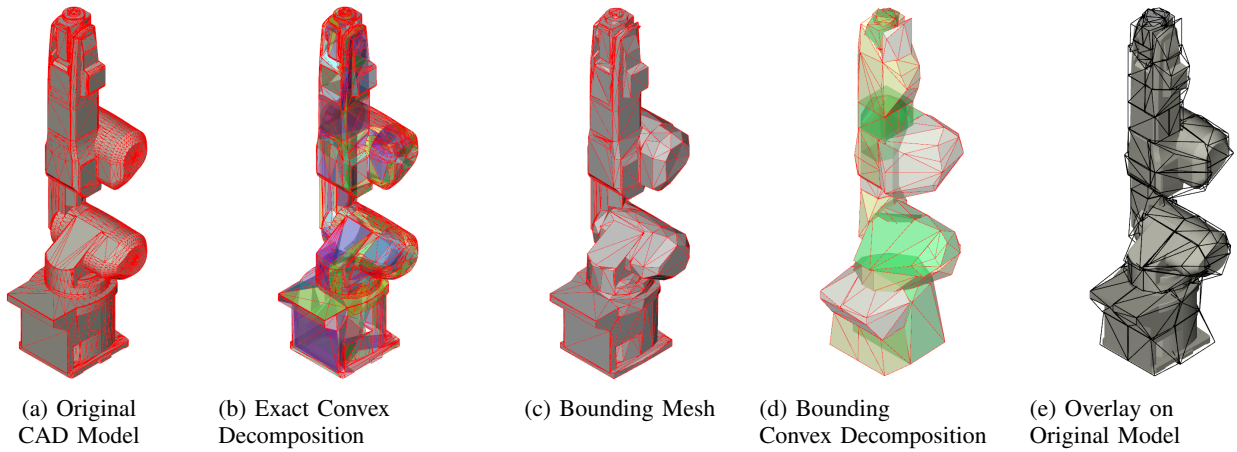 (a) Original
CAD Model
(b) Exact Convex
Decomposition
(c) Bounding Mesh
(d) Bounding
Convex Decomposition
(e) Overlay on
Original Model